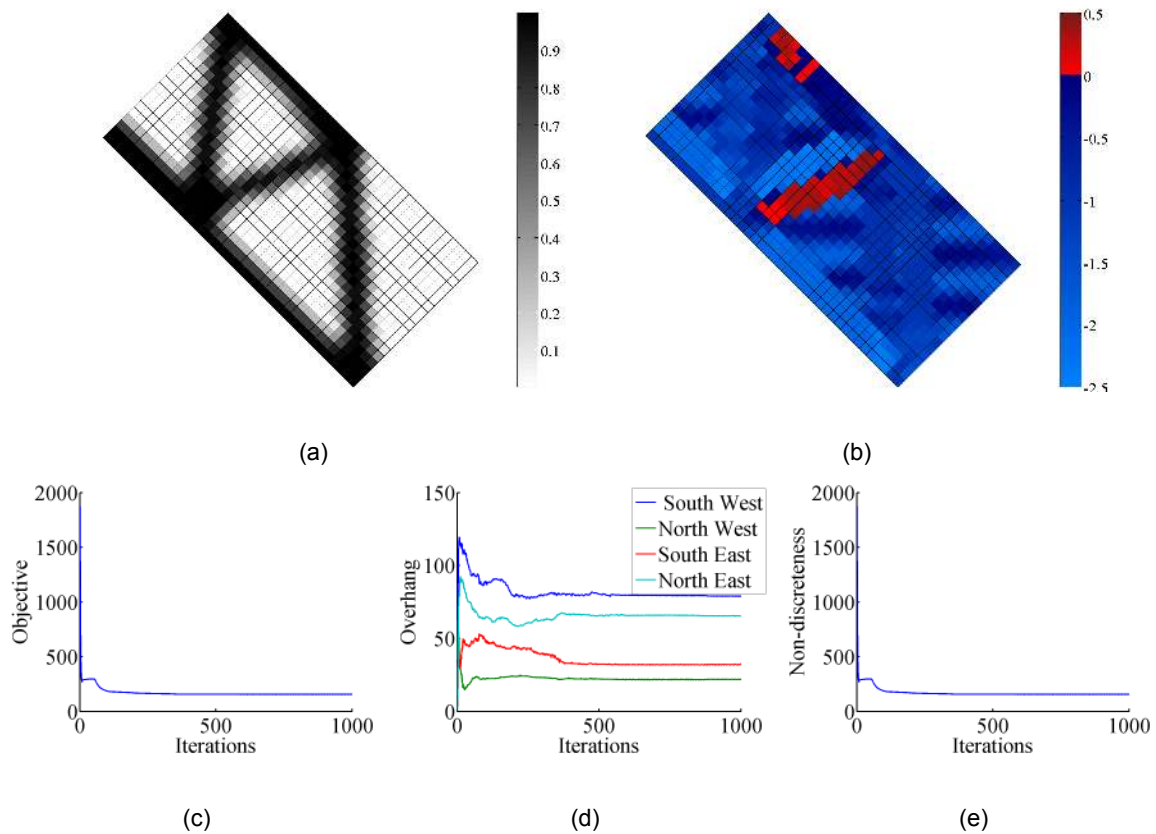 0.9
0.8
0.7
0.6
0.5
0.4
0.3
0.2
0.1
0.5
0
-0.5
-1
-1.5
-2
-2.5
(a)
(b)
2000
1500
1000
500
0
Objective
0
500
1000
Iterations
150
100
50
0
Overhang
South West
North West
South East
North East
0
500
1000
Iterations
2000
1500
1000
500
0
Non-discreteness
0
500
1000
Iterations
(c)
(d)
(e)